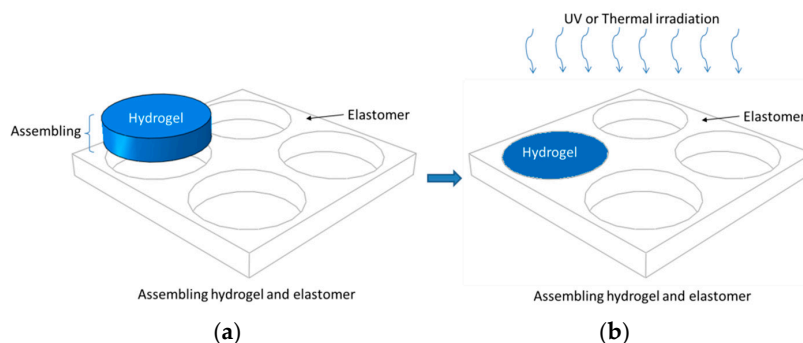 UV or Thermal irradiation
Hydrogel
Elastomer
Assembling
Elastomer
Hydrogel
Assembling hydrogel and elastomer
Assembling hydrogel and elastomer
(a)
(b)